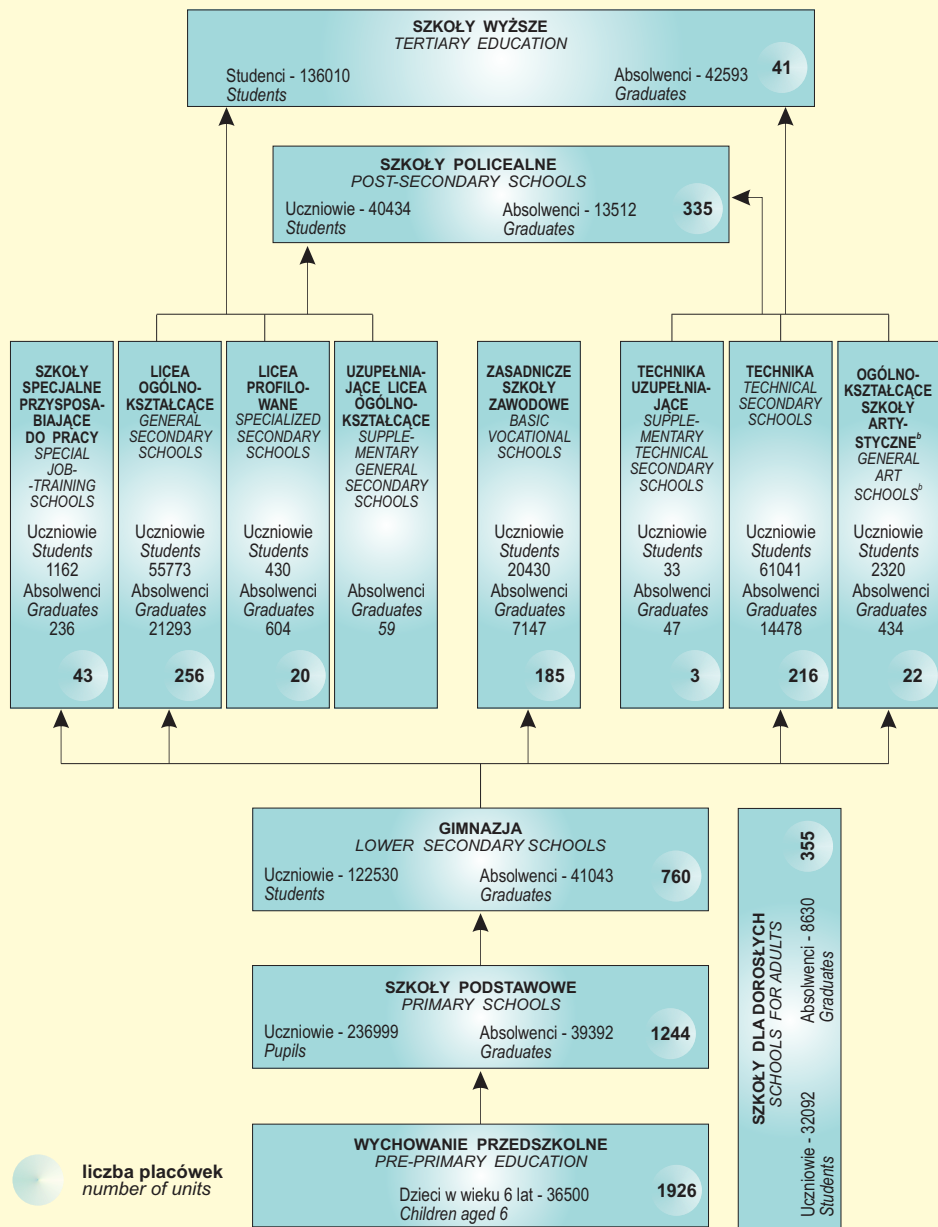 SZKOŁY WYŻSZE
TERTIARY EDUCATION
Studenci - 136010
Students
Absolwenci - 42593
Graduates
41
SZKOŁY POLICEALNE
POST-SECONDARY SCHOOLS
Uczniowie - 40434
Students
Absolwenci - 13512
Graduates
335
SZKOŁY
SPECJALNE
PRZYSPOSA-
BIAJĄCE
DO PRACY
SPECIAL
JOB-
-TRAINING
SCHOOLS
Uczniowie
Students
1162
Absolwenci
Graduates
236
43
LICEA
OGÓLNO-
KSZTAŁCĄCE
GENERAL
SECONDARY
SCHOOLS
Uczniowie
Students
55773
Absolwenci
Graduates
21293
256
LICEA
PROFILO-
WANE
SPECIALIZED
SECONDARY
SCHOOLS
Uczniowie
Students
430
Absolwenci
Graduates
604
20
UZUPEŁNIA-
JĄCE LICEA
OGÓLNO-
KSZTAŁCĄCE
SUPPLE-
MENTARY
GENERAL
SECONDARY
SCHOOLS
Absolwenci
Graduates
59
ZASADNICZE
SZKOŁY
ZAWODOWE
BASIC
VOCATIONAL
SCHOOLS
Uczniowie
Students
20430
Absolwenci
Graduates
7147
185
TECHNIKA
UZUPEŁNIA-
JĄCE
SUPPLE-
MENTARY
TECHNICAL
SECONDARY
SCHOOLS
Uczniowie
Students
33
Absolwenci
Graduates
47
3
TECHNIKA
TECHNICAL
SECONDARY
SCHOOLS
Uczniowie
Students
61041
Absolwenci
Graduates
14478
216
OGÓLNO-
KSZTAŁCĄCE
SZKOŁY
ARTY-
STYCZNEᵇ
GENERAL
ART
SCHOOLSᵇ
Uczniowie
Students
2320
Absolwenci
Graduates
434
22
GIMNAZJA
LOWER SECONDARY SCHOOLS
Uczniowie - 122530
Students
Absolwenci - 41043
Graduates
760
SZKOŁY PODSTAWOWE
PRIMARY SCHOOLS
Uczniowie - 236999
Pupils
Absolwenci - 39392
Graduates
1244
WYCHOWANIE PRZEDSZKOLNE
PRE-PRIMARY EDUCATION
Dzieci w wieku 6 lat - 36500
Children aged 6
1926
SZKOŁY DLA DOROSŁYCH
SCHOOLS FOR ADULTS
Uczniowie - 32092
Students
Absolwenci - 8630
Graduates
355
liczba placówek
number of units